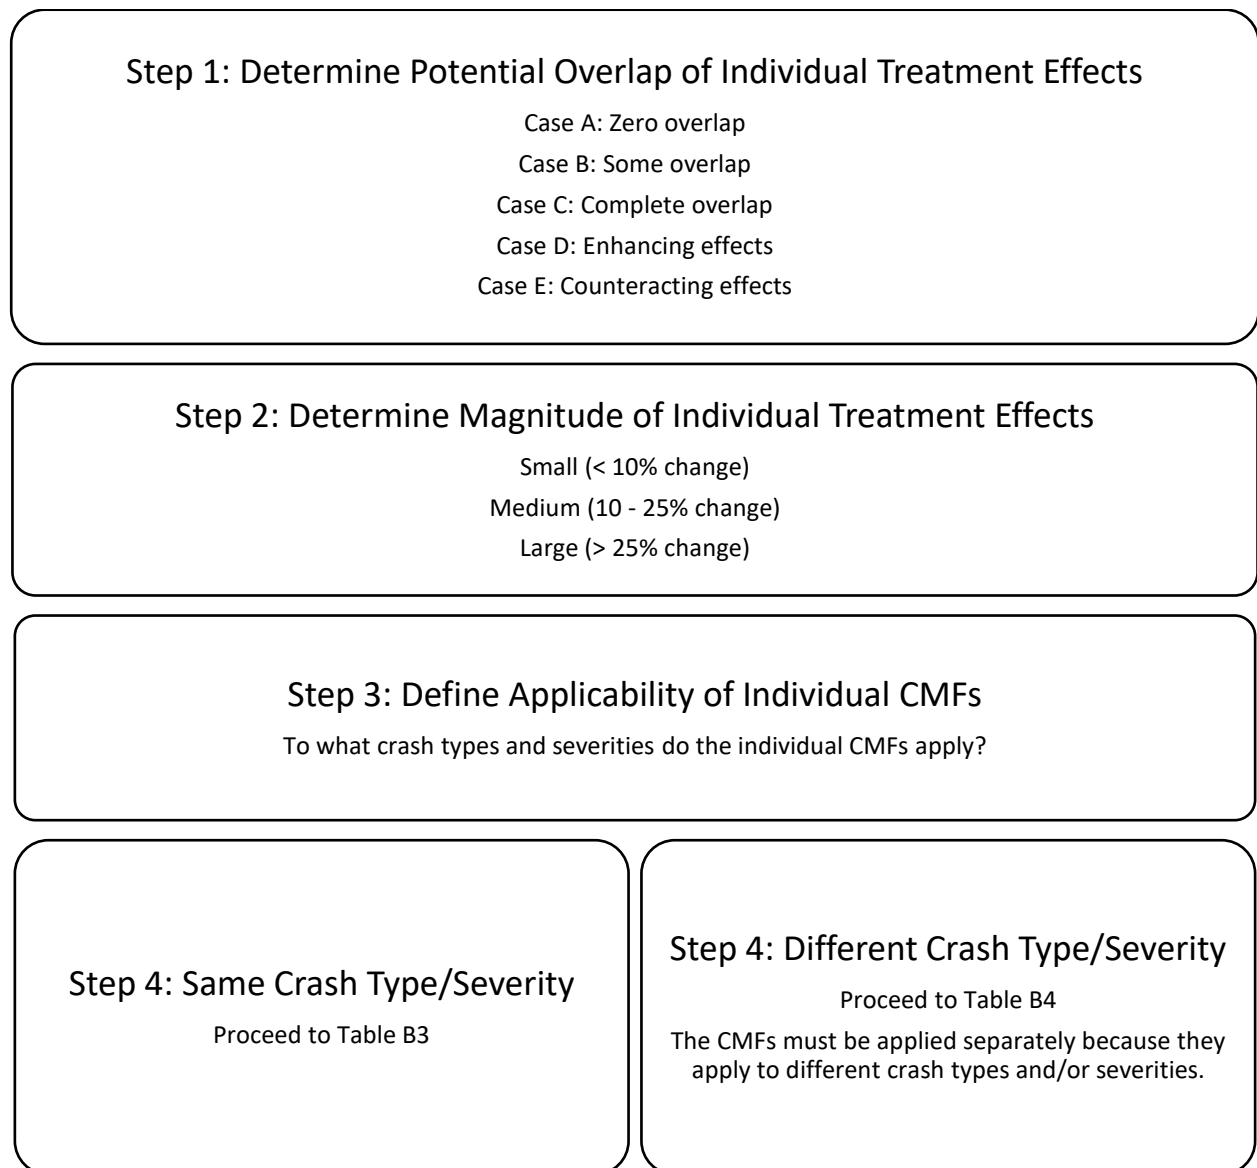 Step 1: Determine Potential Overlap of Individual Treatment Effects
Case A: Zero overlap
Case B: Some overlap
Case C: Complete overlap
Case D: Enhancing effects
Case E: Counteracting effects
Step 2: Determine Magnitude of Individual Treatment Effects
Small (< 10% change)
Medium (10 - 25% change)
Large (> 25% change)
Step 3: Define Applicability of Individual CMFs
To what crash types and severities do the individual CMFs apply?
Step 4: Same Crash Type/Severity
Proceed to Table B3
Step 4: Different Crash Type/Severity
Proceed to Table B4
The CMFs must be applied separately because they
apply to different crash types and/or severities.